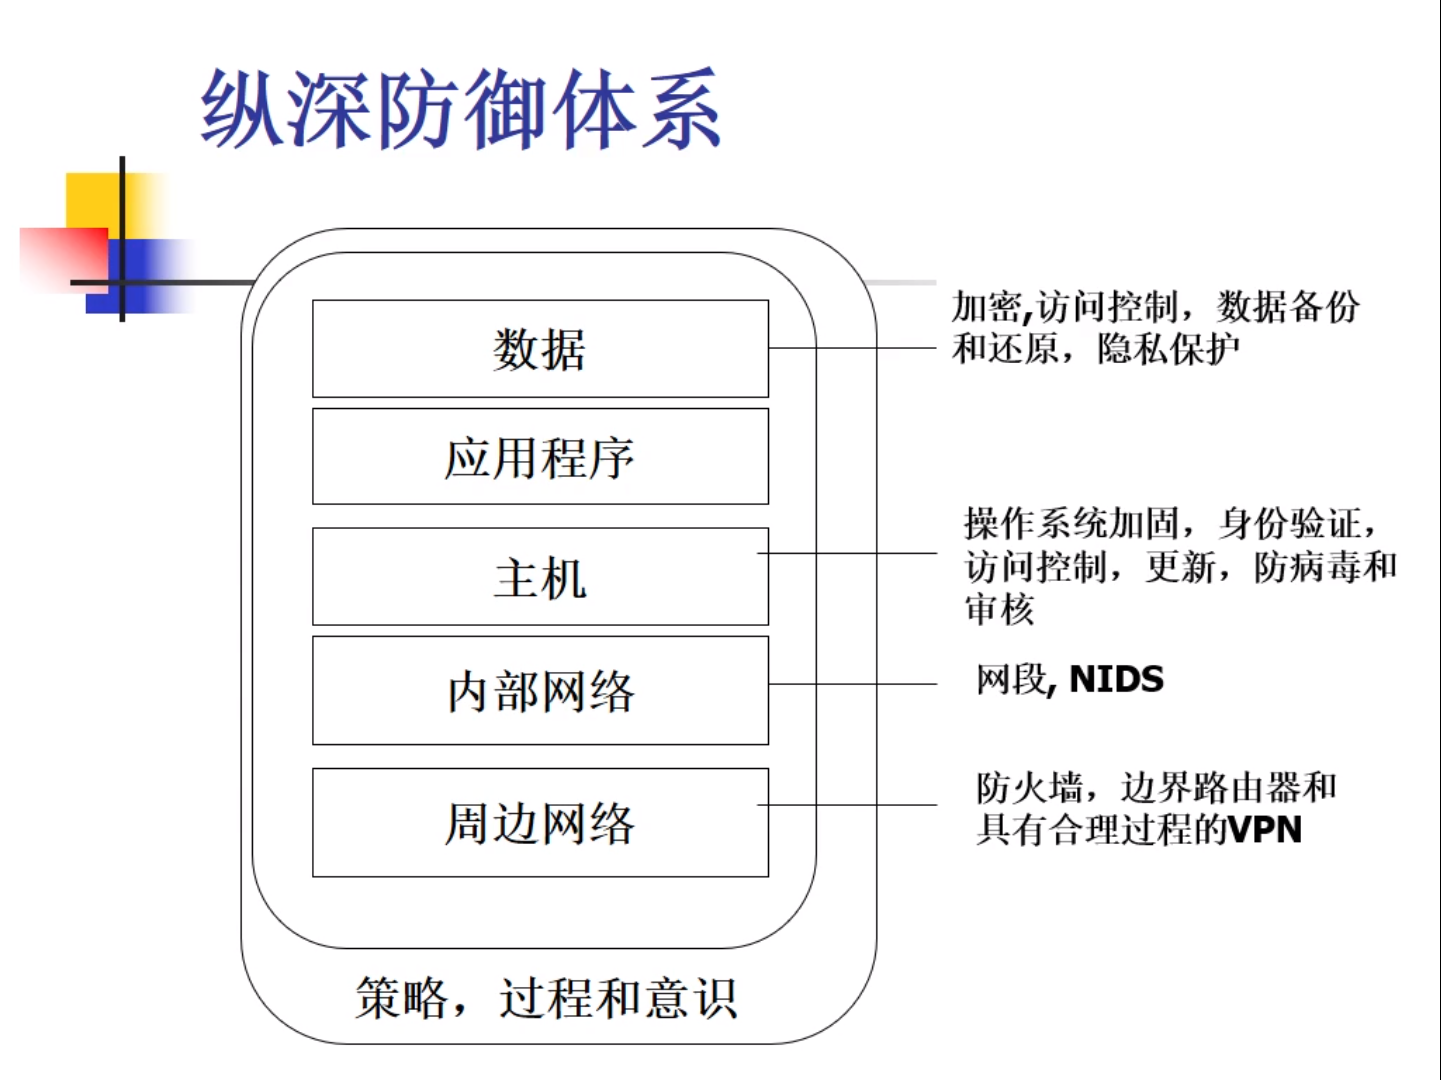 纵深防御体系
数据
加密,访问控制，数据备份
和还原，隐私保护
应用程序
主机
操作系统加固，身份验证，
访问控制，更新，防病毒和
审核
内部网络
网段, NIDS
周边网络
防火墙，边界路由器和
具有合理过程的VPN
策略，过程和意识